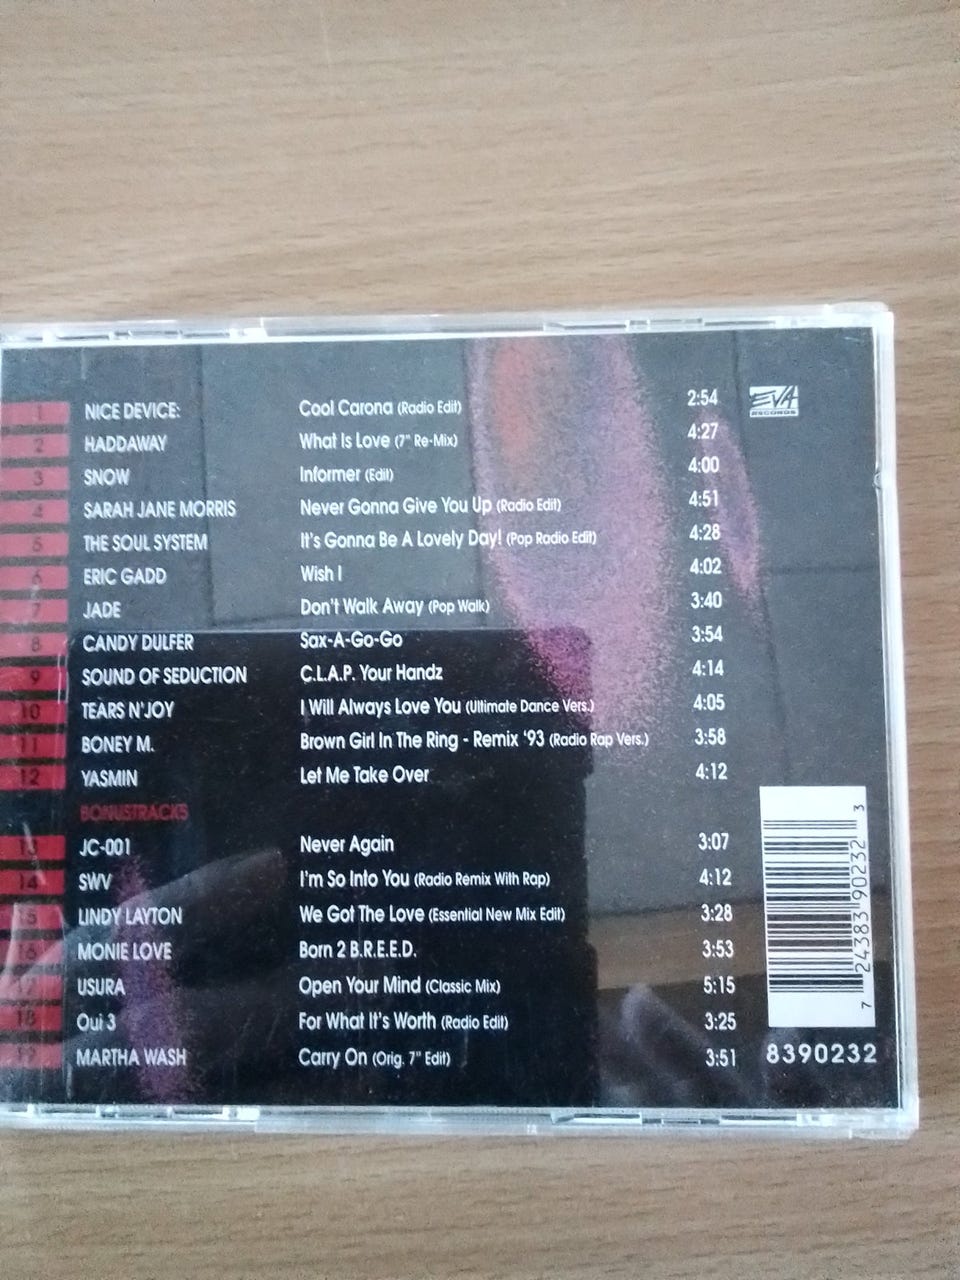 1 NICE DEVICE: Cool Carona (Radio Edit) 2:54
EVA
RECORDS
2 HADDAWAY What Is Love (7" Re-Mix) 4:27
3 SNOW Informer (Edit) 4:00
4 SARAH JANE MORRIS Never Gonna Give You Up (Radio Edit) 4:51
5 THE SOUL SYSTEM It's Gonna Be A Lovely Day! (Pop Radio Edit) 4:28
6 ERIC GADD Wish I 4:02
7 JADE Don't Walk Away (Pop Walk) 3:40
8 CANDY DULFER Sax-A-Go-Go 3:54
9 SOUND OF SEDUCTION C.L.A.P. Your Handz 4:14
10 TEARS N'JOY I Will Always Love You (Ultimate Dance Vers.) 4:05
11 BONEY M. Brown Girl In The Ring - Remix '93 (Radio Rap Vers.) 3:58
12 YASMIN Let Me Take Over 4:12
BONUSTRACKS
13 JC-001 Never Again 3:07
14 SWV I'm So Into You (Radio Remix With Rap) 4:12
15 LINDY LAYTON We Got The Love (Essential New Mix Edit) 3:28
16 MONIE LOVE Born 2 B.R.E.E.D. 3:53
17 USURA Open Your Mind (Classic Mix) 5:15
18 Oui 3 For What It's Worth (Radio Edit) 3:25
19 MARTHA WASH Carry On (Orig. 7" Edit) 3:51
7 24383 90232 3
8390232